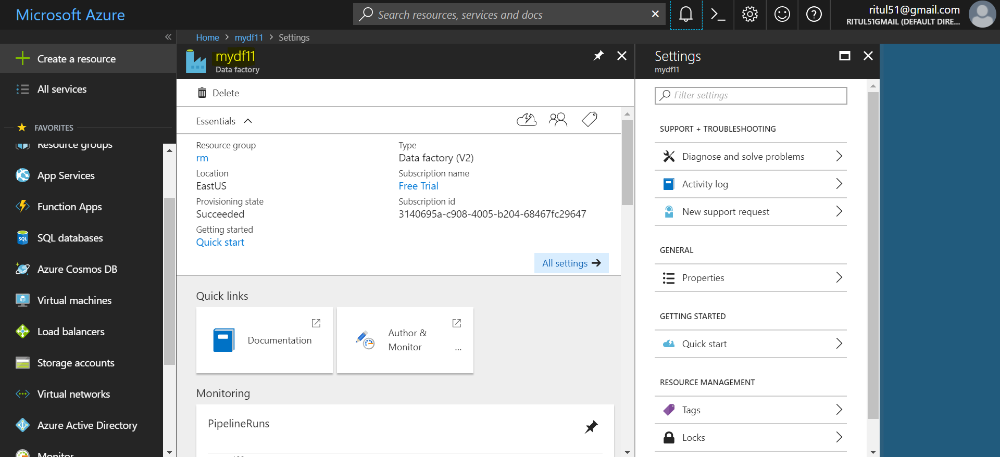 Microsoft Azure
Search resources, services and docs
ritul51@gmail.com
RITUL51GMAIL (DEFAULT DIRE...
Home > mydf11 > Settings
Create a resource
All services
FAVORITES
Resource groups
App Services
Function Apps
SQL databases
Azure Cosmos DB
Virtual machines
Load balancers
Storage accounts
Virtual networks
Azure Active Directory
Monitor
mydf11
Data factory
Delete
Essentials
Resource group
rm
Location
EastUS
Provisioning state
Succeeded
Getting started
Quick start
Type
Data factory (V2)
Subscription name
Free Trial
Subscription id
3140695a-c908-4005-b204-68467fc29647
All settings
Quick links
Documentation
Author &
Monitor
...
Monitoring
PipelineRuns
Settings
mydf11
Filter settings
SUPPORT + TROUBLESHOOTING
Diagnose and solve problems
Activity log
New support request
GENERAL
Properties
GETTING STARTED
Quick start
RESOURCE MANAGEMENT
Tags
Locks